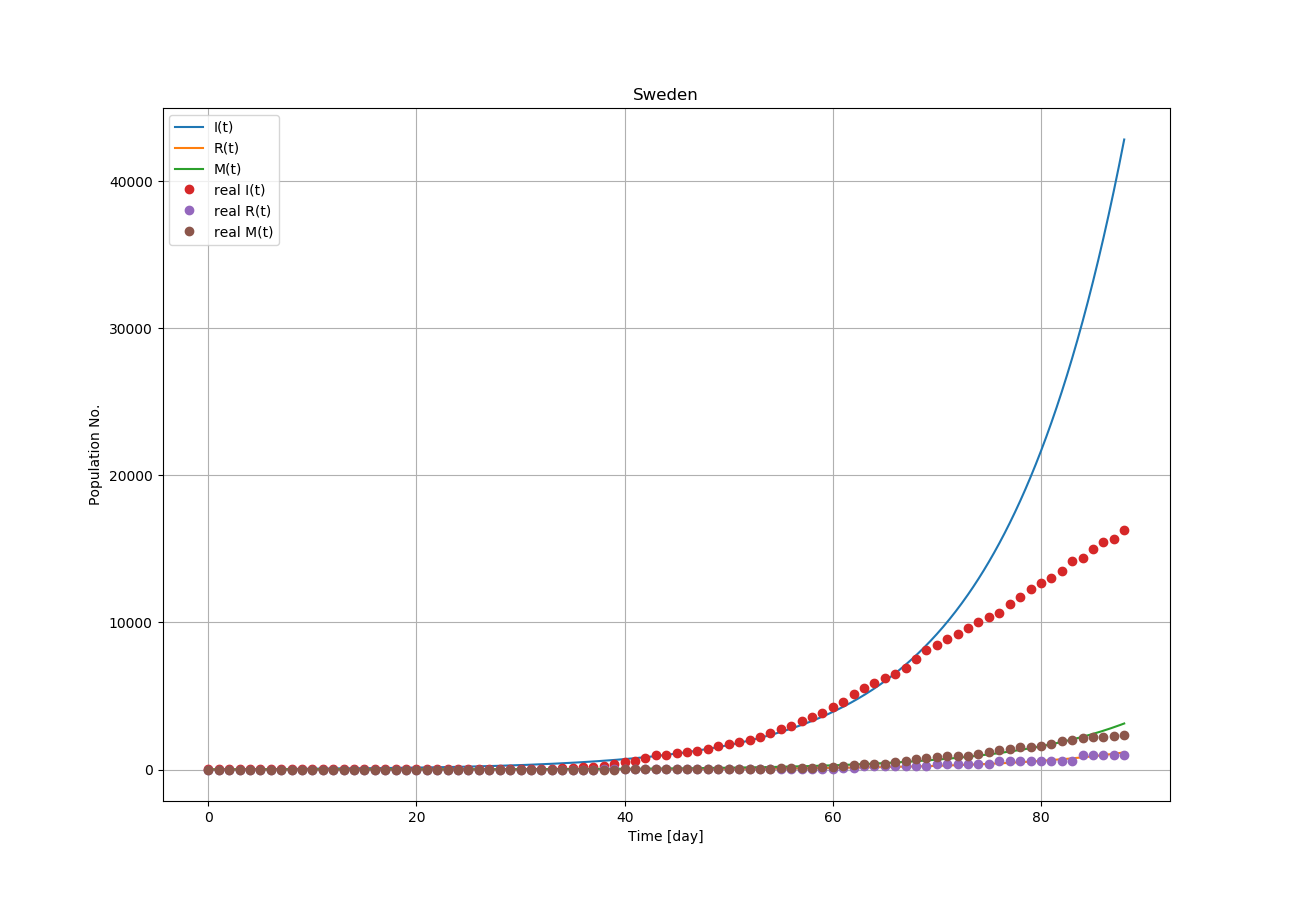 Sweden
I(t)
R(t)
M(t)
real I(t)
real R(t)
real M(t)
40000
30000
20000
10000
0
Population No.
0 20 40 60 80
Time [day]